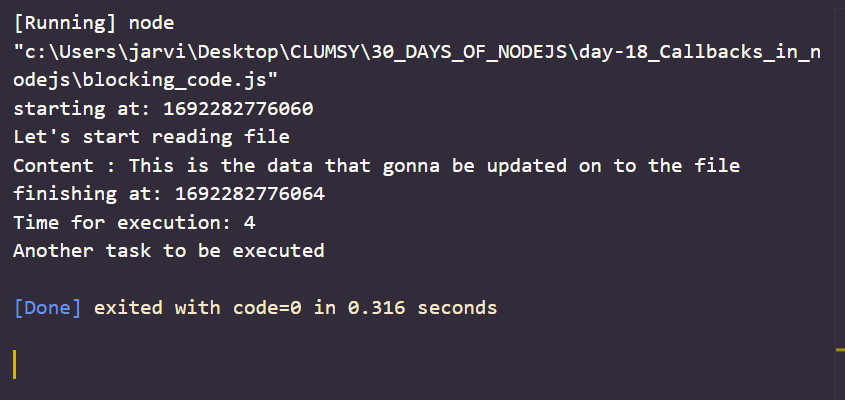 [Running] node
"c:\Users\jarvi\Desktop\CLUMSY\30_DAYS_OF_NODEJS\day-18_Callbacks_in_n
odejs\blocking_code.js"
starting at: 1692282776060
Let's start reading file
Content : This is the data that gonna be updated on to the file
finishing at: 1692282776064
Time for execution: 4
Another task to be executed
[Done] exited with code=0 in 0.316 seconds